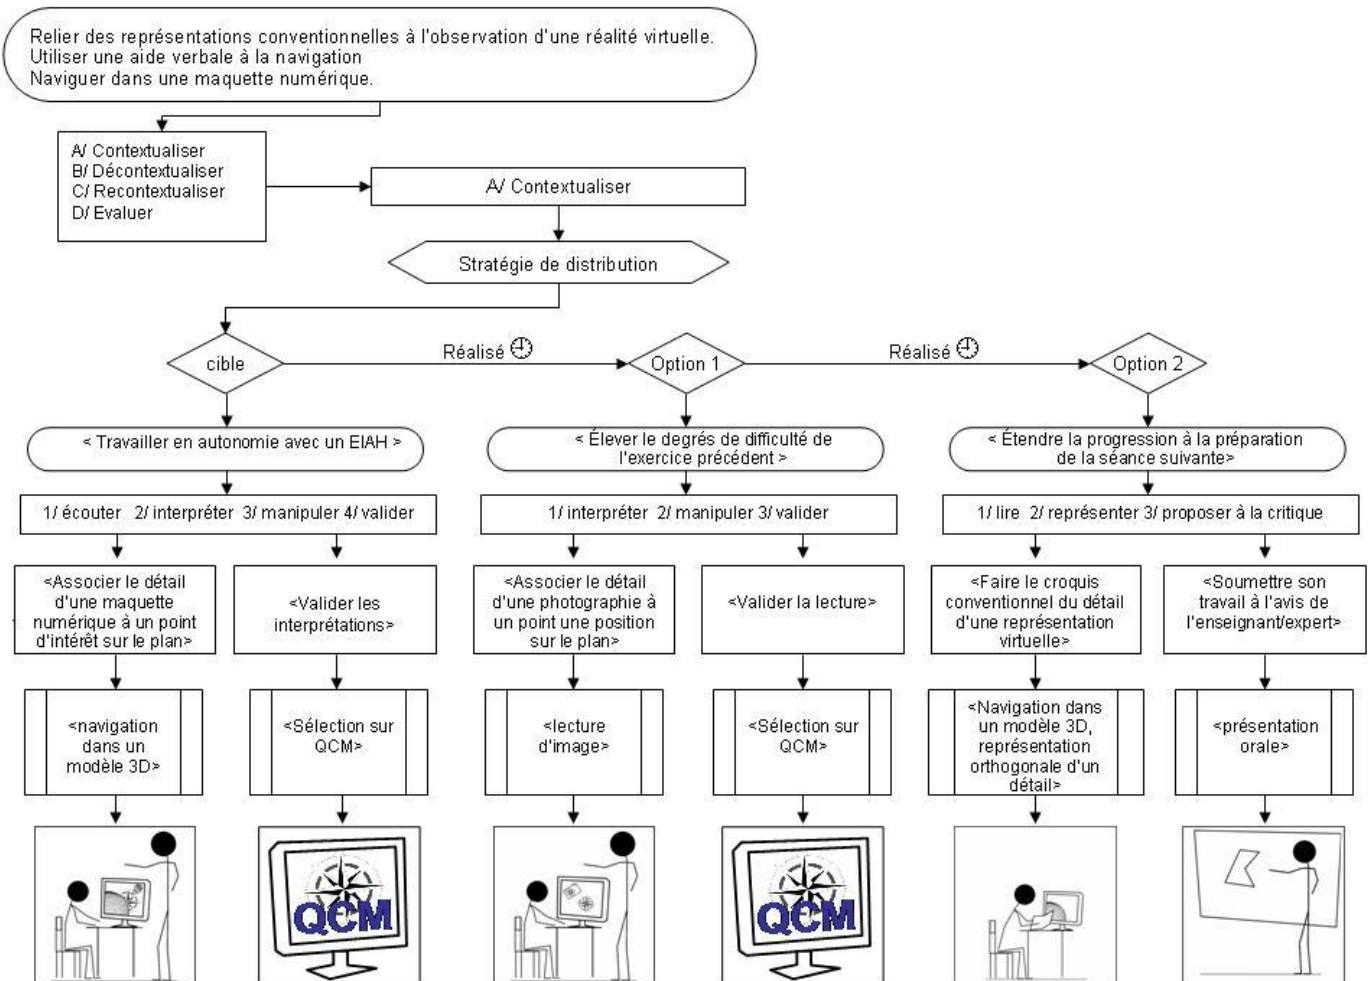 Relier des représentations conventionnelles à l'observation d'une réalité virtuelle.
Utiliser une aide verbale à la navigation
Naviguer dans une maquette numérique.
A/ Contextualiser
B/ Décontextualiser
C/ Recontextualiser
D/ Evaluer
A/ Contextualiser
Stratégie de distribution
cible
Réalisé
Option 1
Réalisé
Option 2
< Travailler en autonomie avec un EIAH >
< Élever le degrés de difficulté de
l'exercice précédent >
< Étendre la progression à la préparation
de la séance suivante>
1/ écouter 2/ interpréter 3/ manipuler 4/ valider
1/ interpréter 2/ manipuler 3/ valider
1/ lire 2/ représenter 3/ proposer à la critique
<Associer le détail
d'une maquette
numérique à un point
d'intérêt sur le plan>
<Valider les
interprétations>
<Associer le détail
d'une photographie à
un point une position
sur le plan>
<Valider la lecture>
<Faire le croquis
conventionnel du détail
d'une représentation
virtuelle>
<Soumettre son
travail à l'avis de
l'enseignant/expert>
<navigation
dans un
modèle 3D>
<Sélection sur
QCM>
<lecture
d'image>
<Sélection sur
QCM>
<Navigation dans
un modèle 3D,
représentation
orthogonale d'un
détail>
<présentation
orale>
QCM
QCM